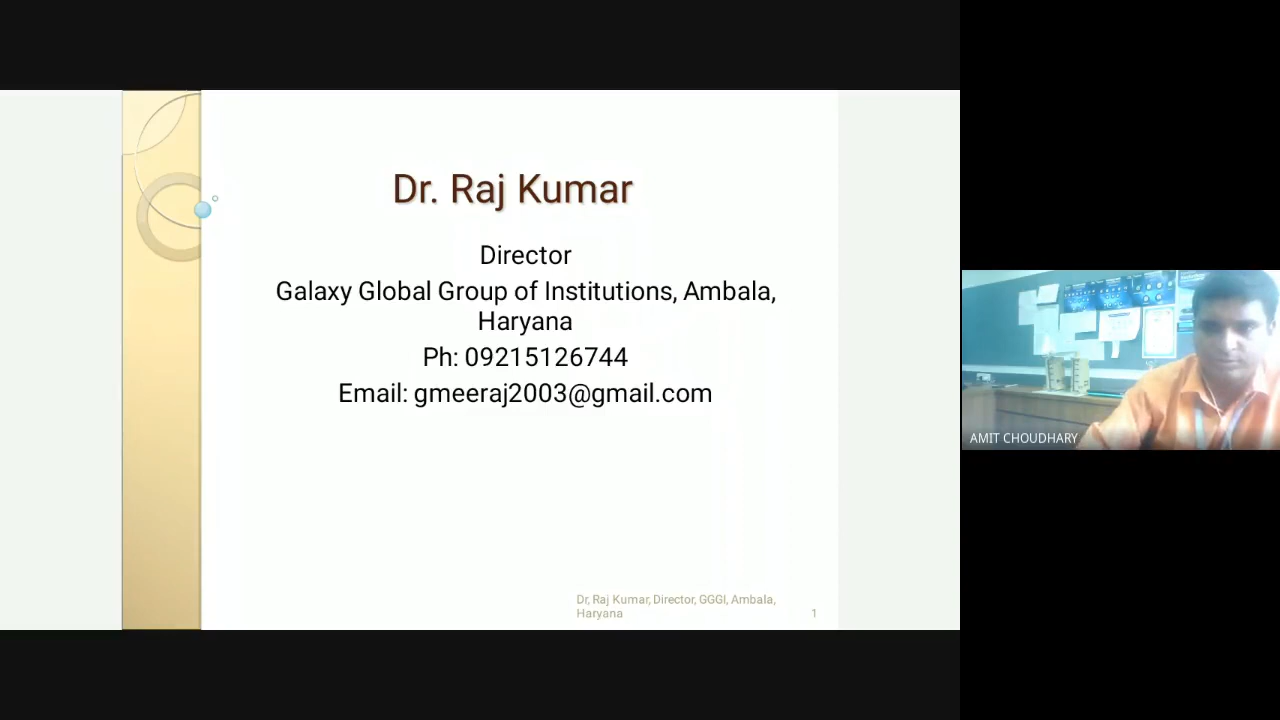 Dr. Raj Kumar
Director
Galaxy Global Group of Institutions, Ambala,
Haryana
Ph: 09215126744
Email: gmeeraj2003@gmail.com
Dr, Raj Kumar, Director, GGGI, Ambala,
Haryana
1
AMIT CHOUDHARY